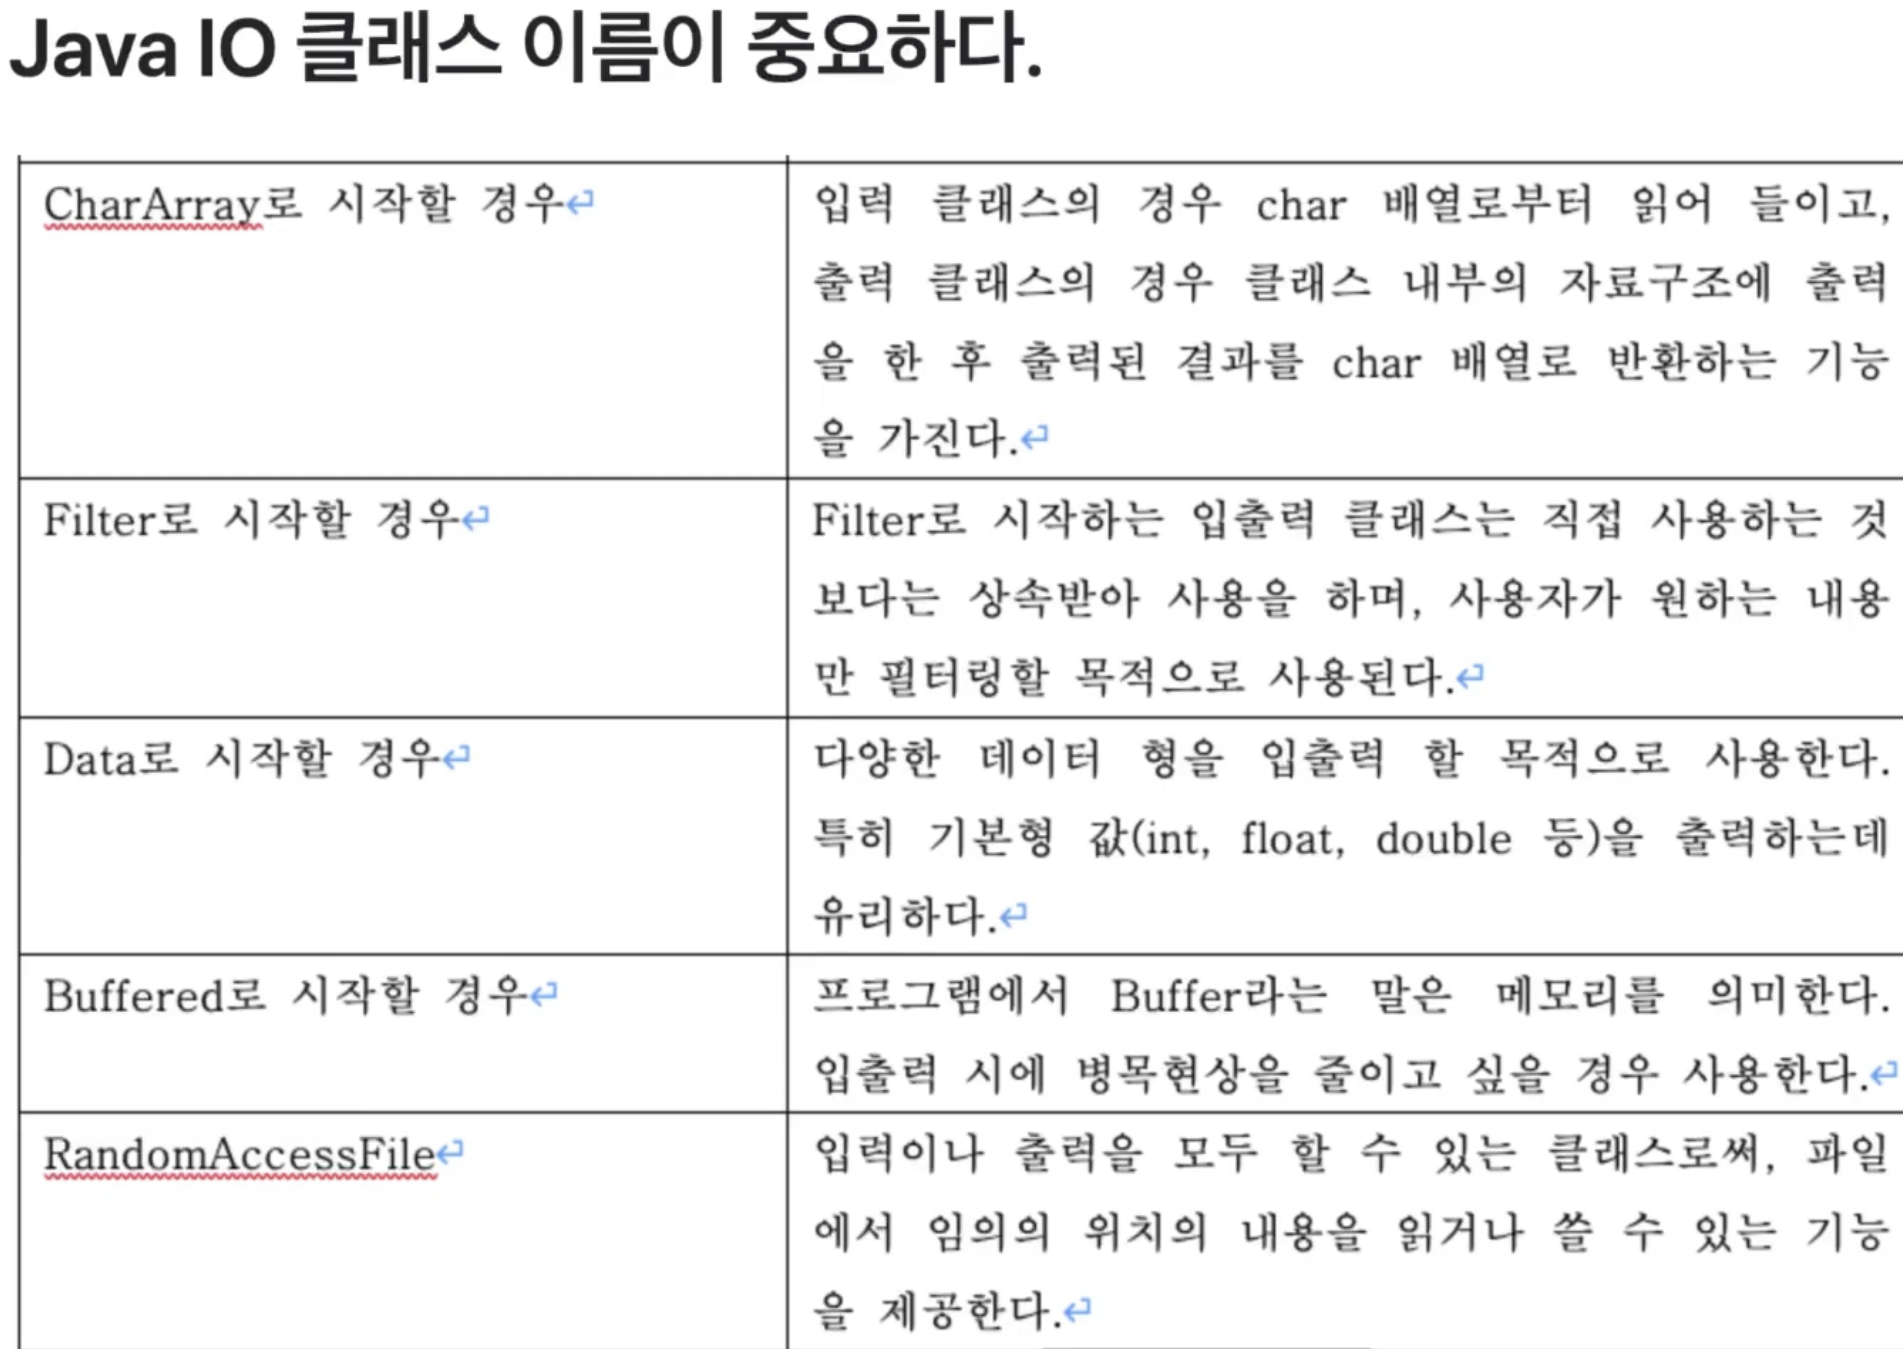 Java IO 클래스 이름이 중요하다.
CharArray로 시작할 경우
입력 클래스의 경우 char 배열로부터 읽어 들이고,
출력 클래스의 경우 클래스 내부의 자료구조에 출력
을 한 후 출력된 결과를 char 배열로 반환하는 기능
을 가진다.
Filter로 시작할 경우
Filter로 시작하는 입출력 클래스는 직접 사용하는 것
보다는 상속받아 사용을 하며, 사용자가 원하는 내용
만 필터링할 목적으로 사용된다.
Data로 시작할 경우
다양한 데이터 형을 입출력 할 목적으로 사용한다.
특히 기본형 값(int, float, double 등)을 출력하는데
유리하다.
Buffered로 시작할 경우
프로그램에서 Buffer라는 말은 메모리를 의미한다.
입출력 시에 병목현상을 줄이고 싶을 경우 사용한다.
RandomAccessFile
입력이나 출력을 모두 할 수 있는 클래스로써, 파일
에서 임의의 위치의 내용을 읽거나 쓸 수 있는 기능
을 제공한다.